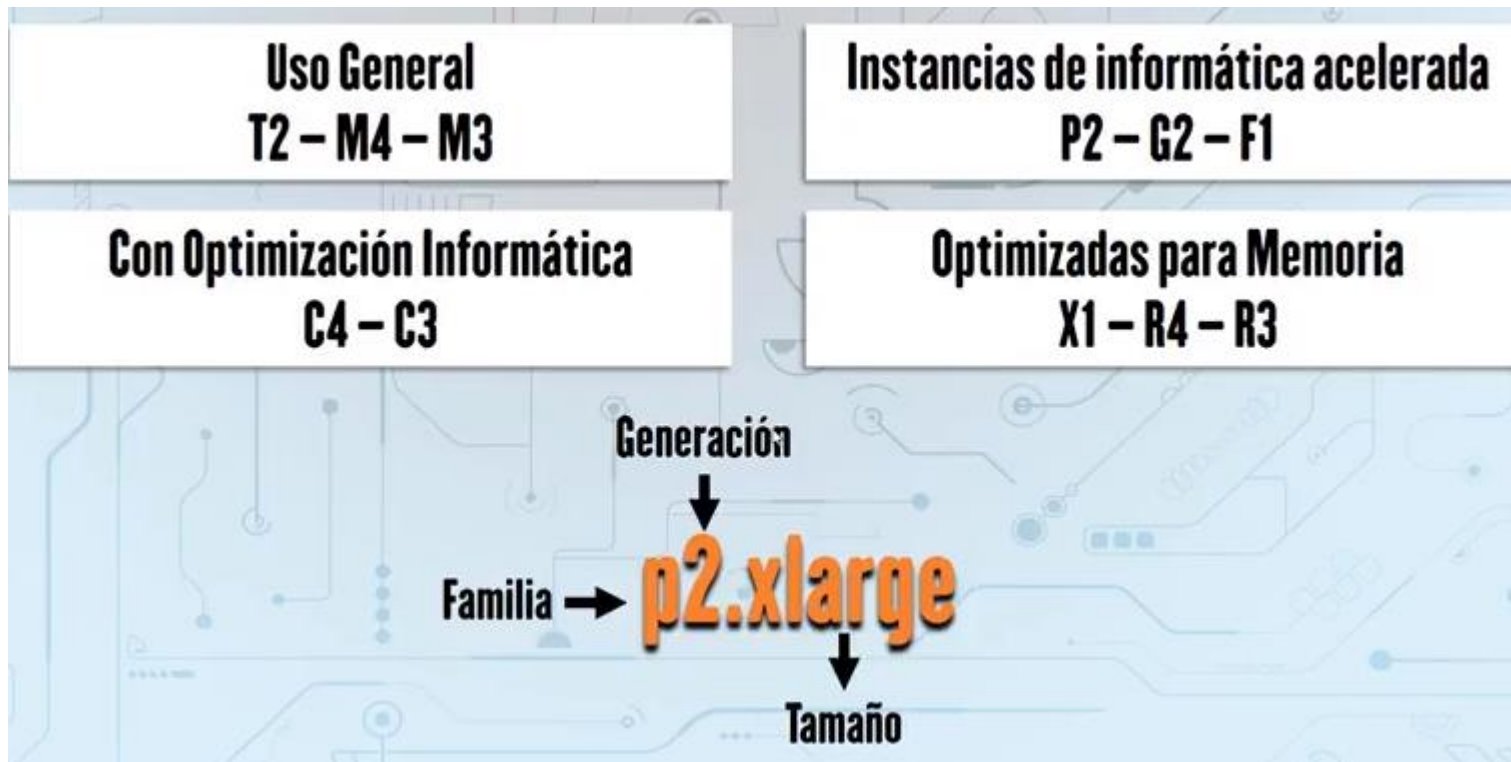 Uso General
T2 – M4 – M3
Instancias de informática acelerada
P2 – G2 – F1
Con Optimización Informática
C4 – C3
Optimizadas para Memoria
X1 – R4 – R3
Generación
Familia
p2.xlarge
Tamaño